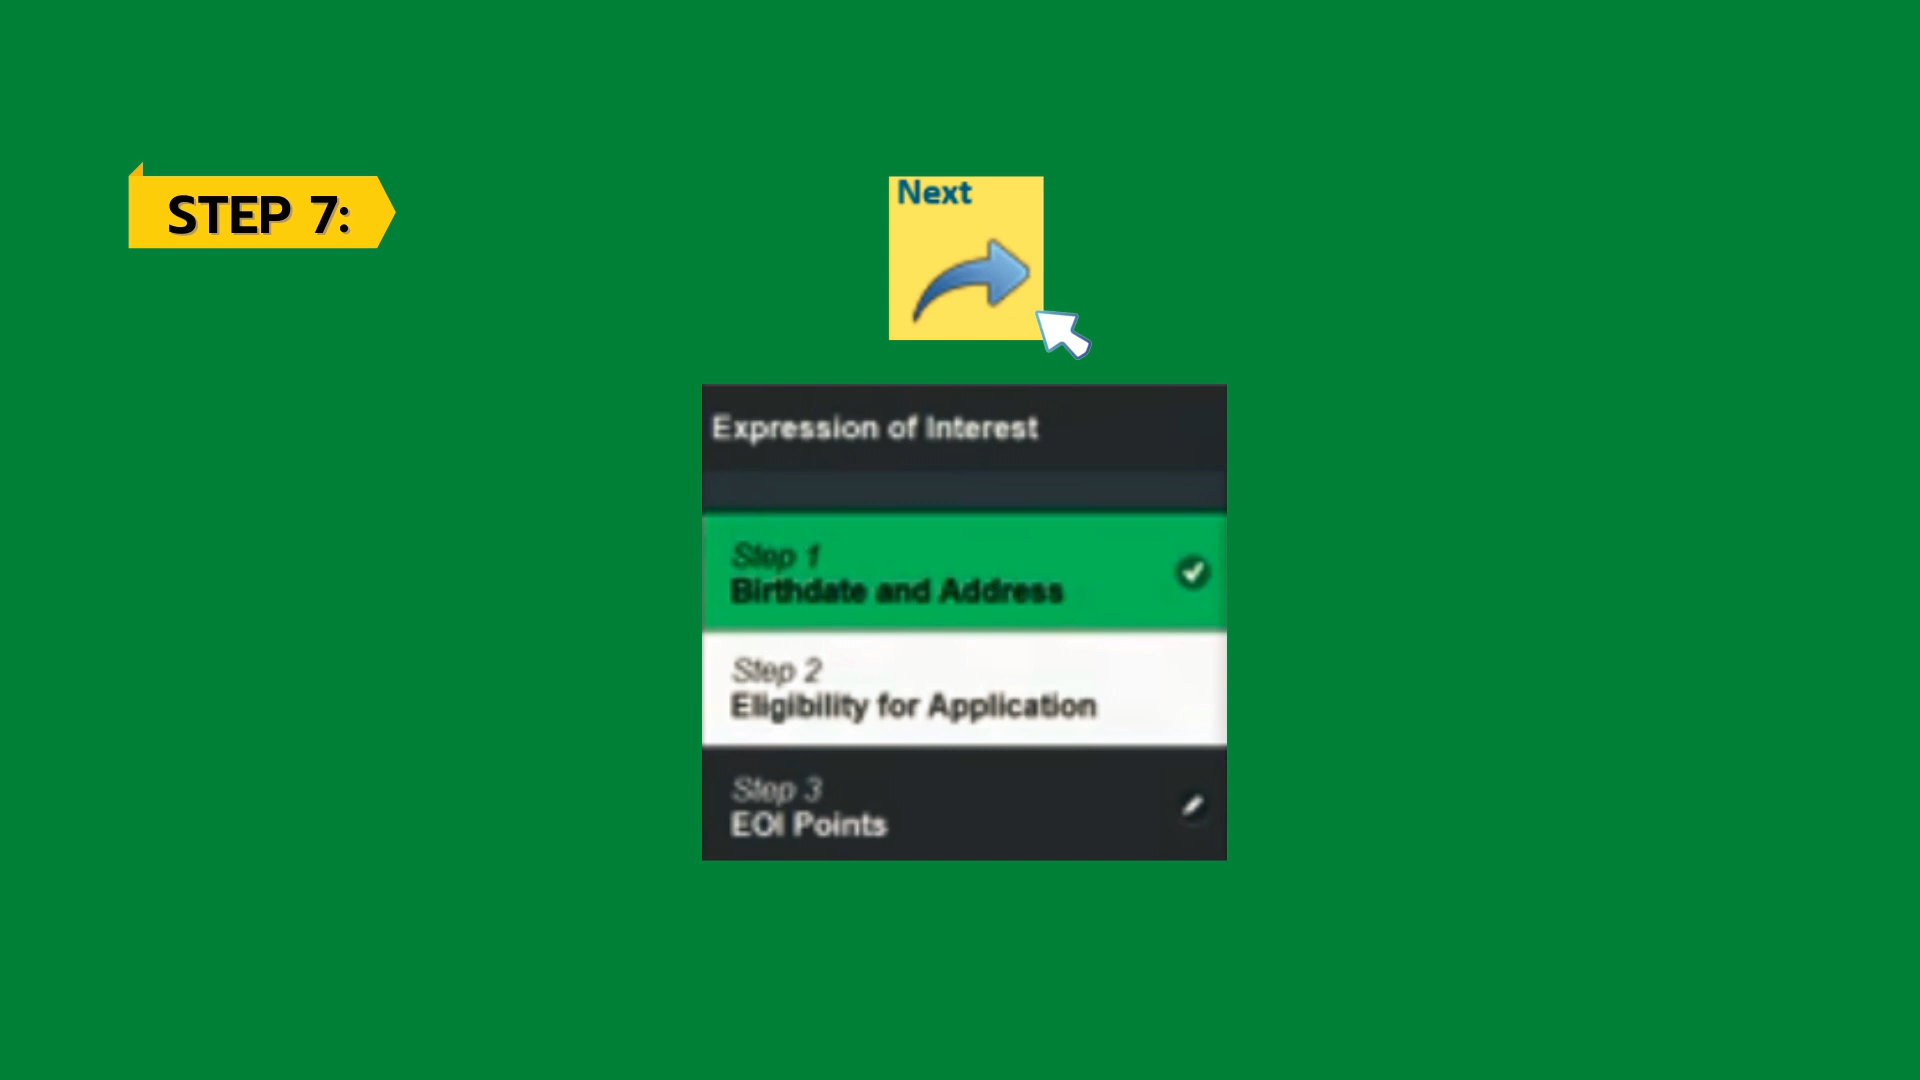 STEP 7:
Next
Expression of Interest
Step 1
Birthdate and Address
Step 2
Eligibility for Application
Step 3
EOI Points